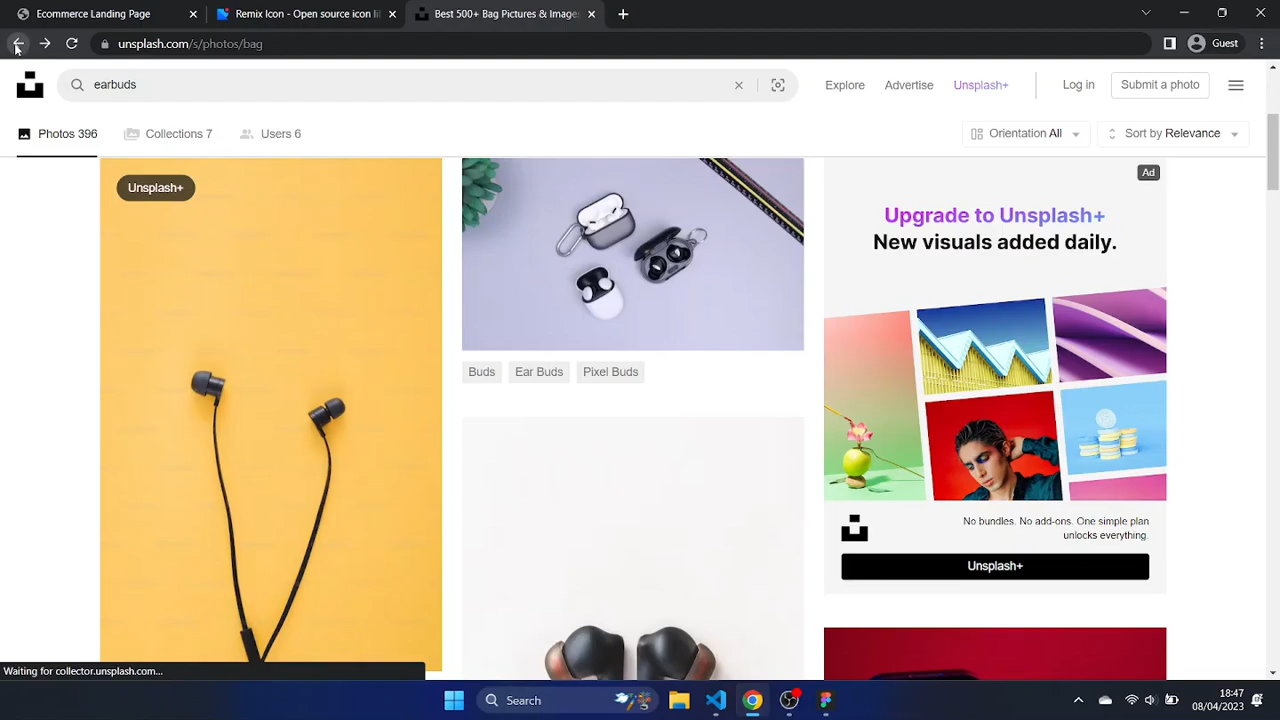 Ecommerce Landing Page
Remix Icon - Open source icon lil
Best 500+ Bag Pictures & Images
unsplash.com/s/photos/bag
Guest
earbuds
Explore
Advertise
Unsplash+
Log in
Submit a photo
Photos 396
Collections 7
Users 6
Orientation All
Sort by Relevance
Unsplash+
Ad
Upgrade to Unsplash+
New visuals added daily.
Buds
Ear Buds
Pixel Buds
No bundles. No add-ons. One simple plan
unlocks everything.
Unsplash+
Waiting for collector.unsplash.com...
Search
18:47
08/04/2023